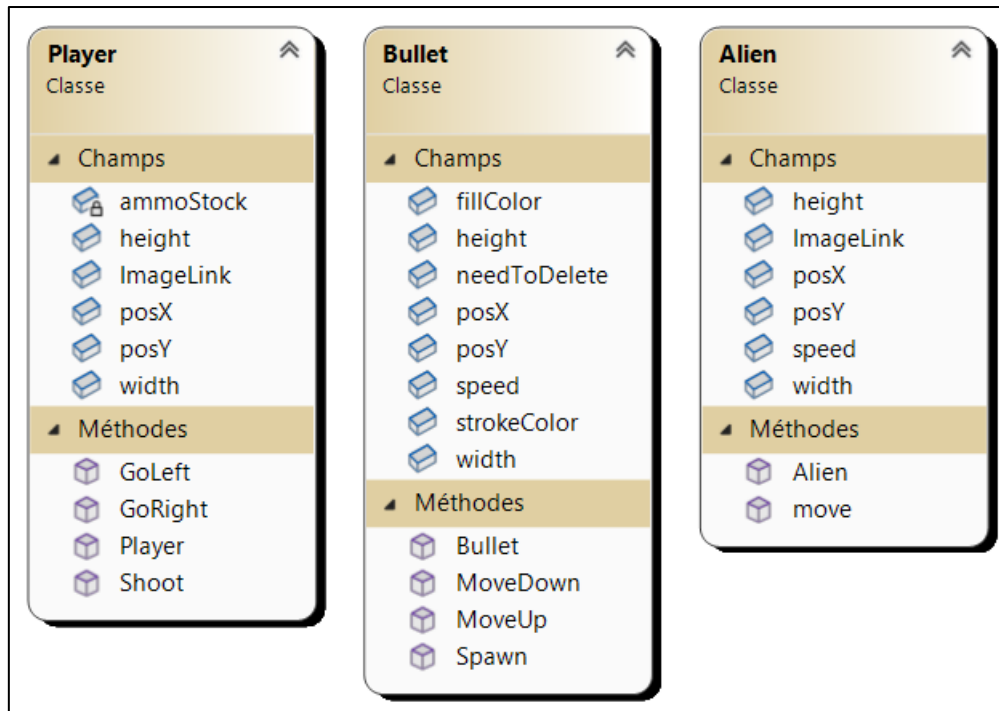 Player
Classe
Champs
ammoStock
height
ImageLink
posX
posY
width
Méthodes
GoLeft
GoRight
Player
Shoot
Bullet
Classe
Champs
fillColor
height
needToDelete
posX
posY
speed
strokeColor
width
Méthodes
Bullet
MoveDown
MoveUp
Spawn
Alien
Classe
Champs
height
ImageLink
posX
posY
speed
width
Méthodes
Alien
move